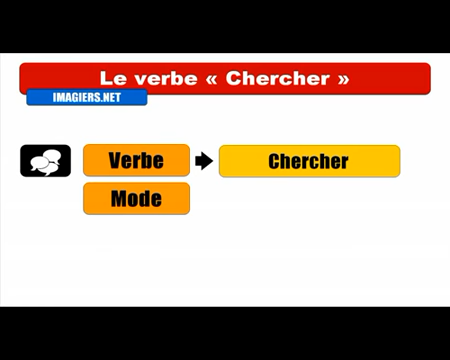 Le verbe « Chercher »
IMAGIERS.NET
Verbe Chercher
Mode